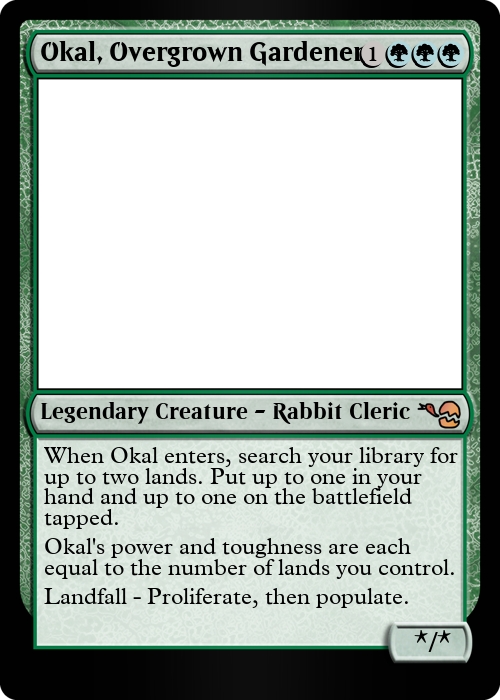 Okal, Overgrown Gardener 1
Legendary Creature - Rabbit Cleric
When Okal enters, search your library for
up to two lands. Put up to one in your
hand and up to one on the battlefield
tapped.
Okal's power and toughness are each
equal to the number of lands you control.
Landfall - Proliferate, then populate.
*/*